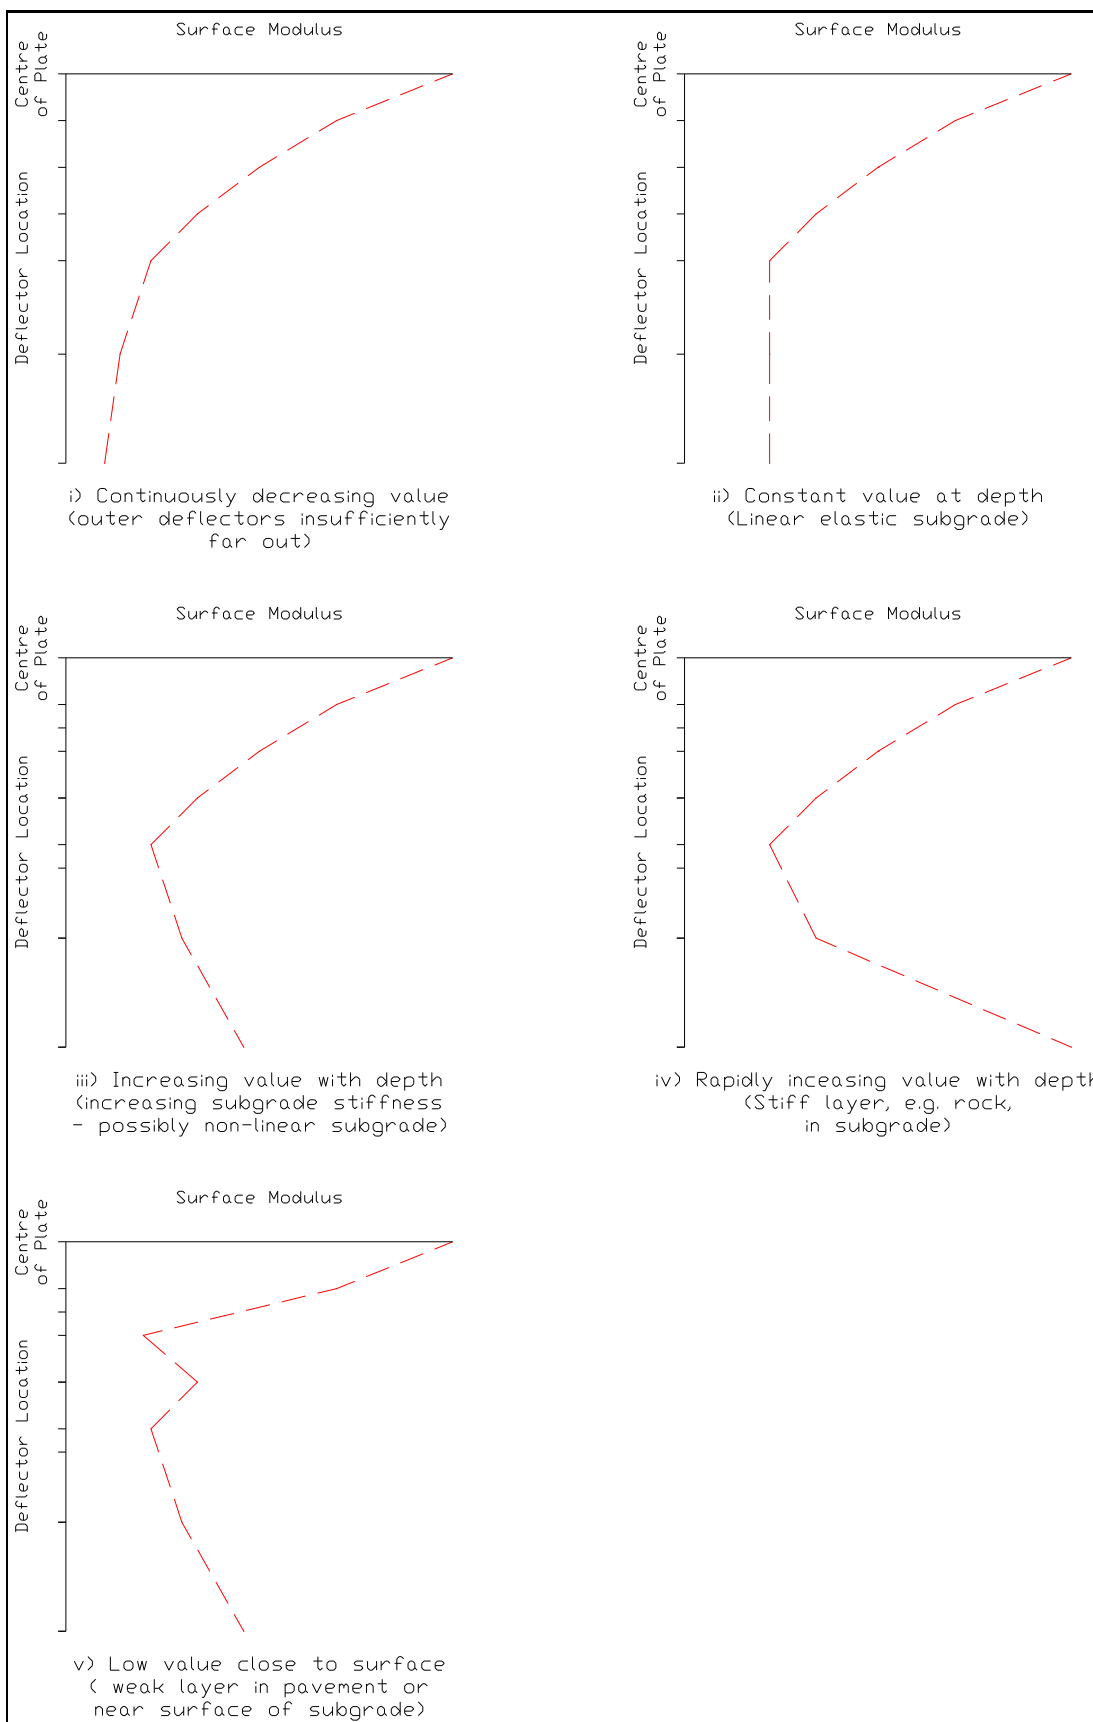 Surface Modulus
Centre
of Plate
Deflector Location
i) Continuously decreasing value
(outer deflectors insufficiently
far out)
Surface Modulus
Centre
of Plate
Deflector Location
ii) Constant value at depth
(Linear elastic subgrade)
Surface Modulus
Centre
of Plate
Deflector Location
iii) Increasing value with depth
(increasing subgrade stiffness
- possibly non-linear subgrade)
Surface Modulus
Centre
of Plate
Deflector Location
iv) Rapidly inceasing value with depth
(Stiff layer, e.g. rock,
in subgrade)
Surface Modulus
Centre
of Plate
Deflector Location
v) Low value close to surface
( weak layer in pavement or
near surface of subgrade)